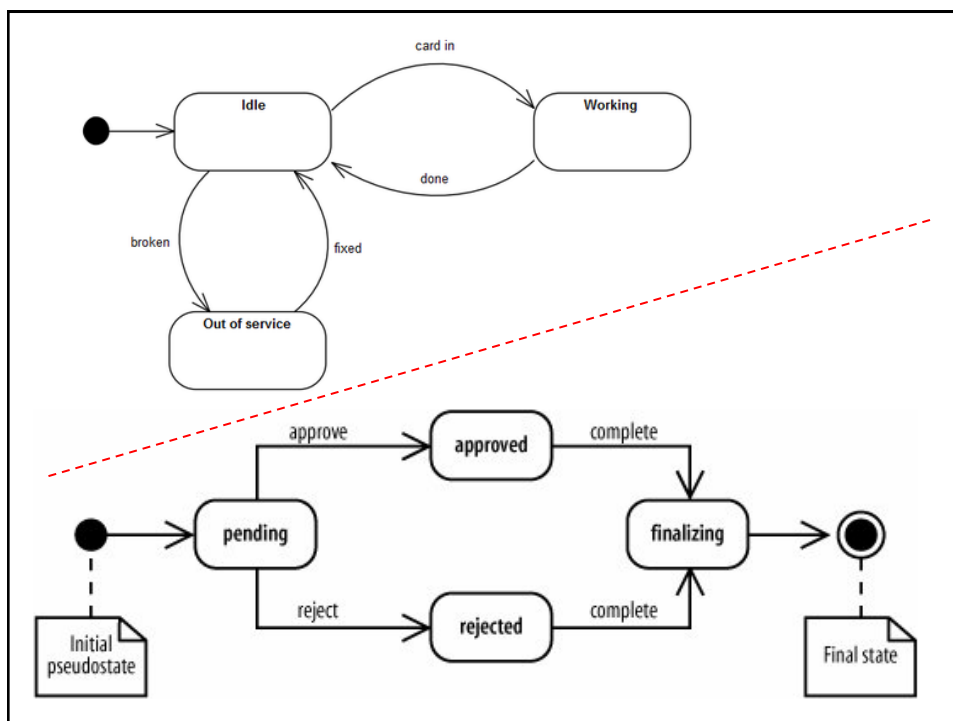 card in
Idle
Working
done
broken
fixed
Out of service
approve
approved
complete
pending
finalizing
reject
rejected
complete
Initial
pseudostate
Final state